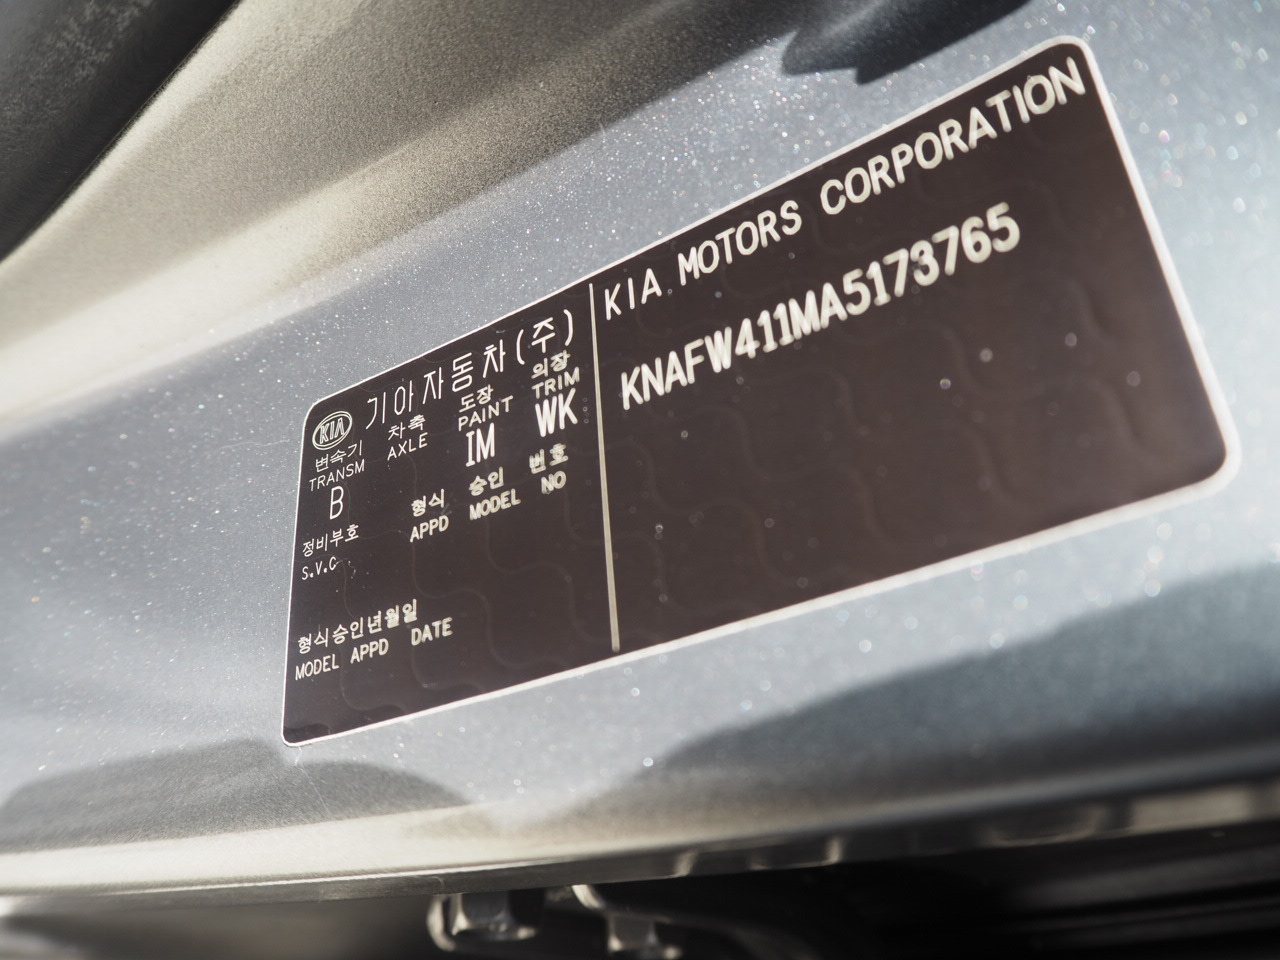 KIA 기아자동차(주)
변속기 차축 도장 의장
TRANSM AXLE PAINT TRIM
B IM WK
정비부호 형식 승인 번호
S.V.C APPD MODEL NO
형식승인년월일
MODEL APPD DATE
KIA MOTORS CORPORATION
KNAFW411MA5173765